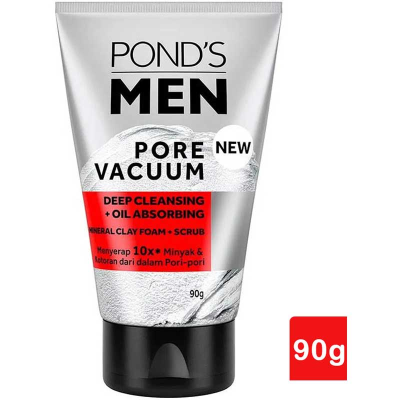 POND'S
MEN
PORE
VACUUM
NEW
DEEP CLEANSING
+ OIL ABSORBING
MINERAL CLAY FOAM + SCRUB
Menyerap 10x* Minyak &
Kotoran dari dalam Pori-pori
90g
90g